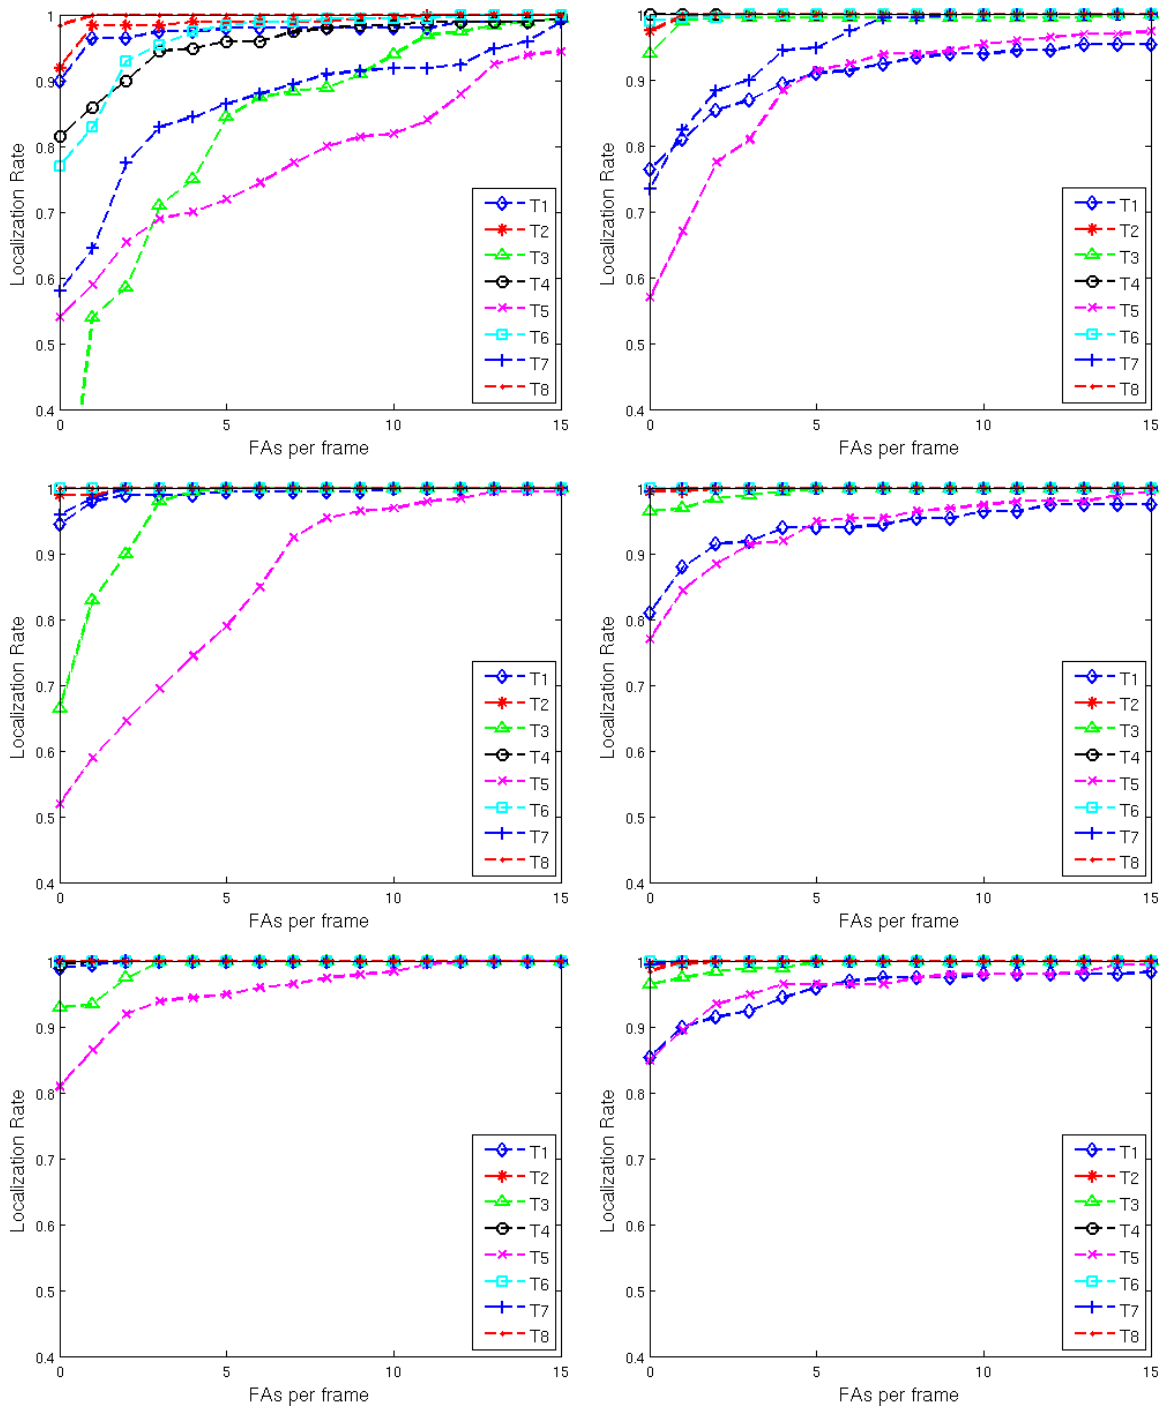 Localization Rate
1
0.9
0.8
0.7
0.6
0.5
0.4
0 5 10 15
FAs per frame
T1
T2
T3
T4
T5
T6
T7
T8
Localization Rate
1
0.9
0.8
0.7
0.6
0.5
0.4
0 5 10 15
FAs per frame
T1
T2
T3
T4
T5
T6
T7
T8
Localization Rate
1
0.9
0.8
0.7
0.6
0.5
0.4
0 5 10 15
FAs per frame
T1
T2
T3
T4
T5
T6
T7
T8
Localization Rate
1
0.9
0.8
0.7
0.6
0.5
0.4
0 5 10 15
FAs per frame
T1
T2
T3
T4
T5
T6
T7
T8
Localization Rate
1
0.9
0.8
0.7
0.6
0.5
0.4
0 5 10 15
FAs per frame
T1
T2
T3
T4
T5
T6
T7
T8
Localization Rate
1
0.9
0.8
0.7
0.6
0.5
0.4
0 5 10 15
FAs per frame
T1
T2
T3
T4
T5
T6
T7
T8